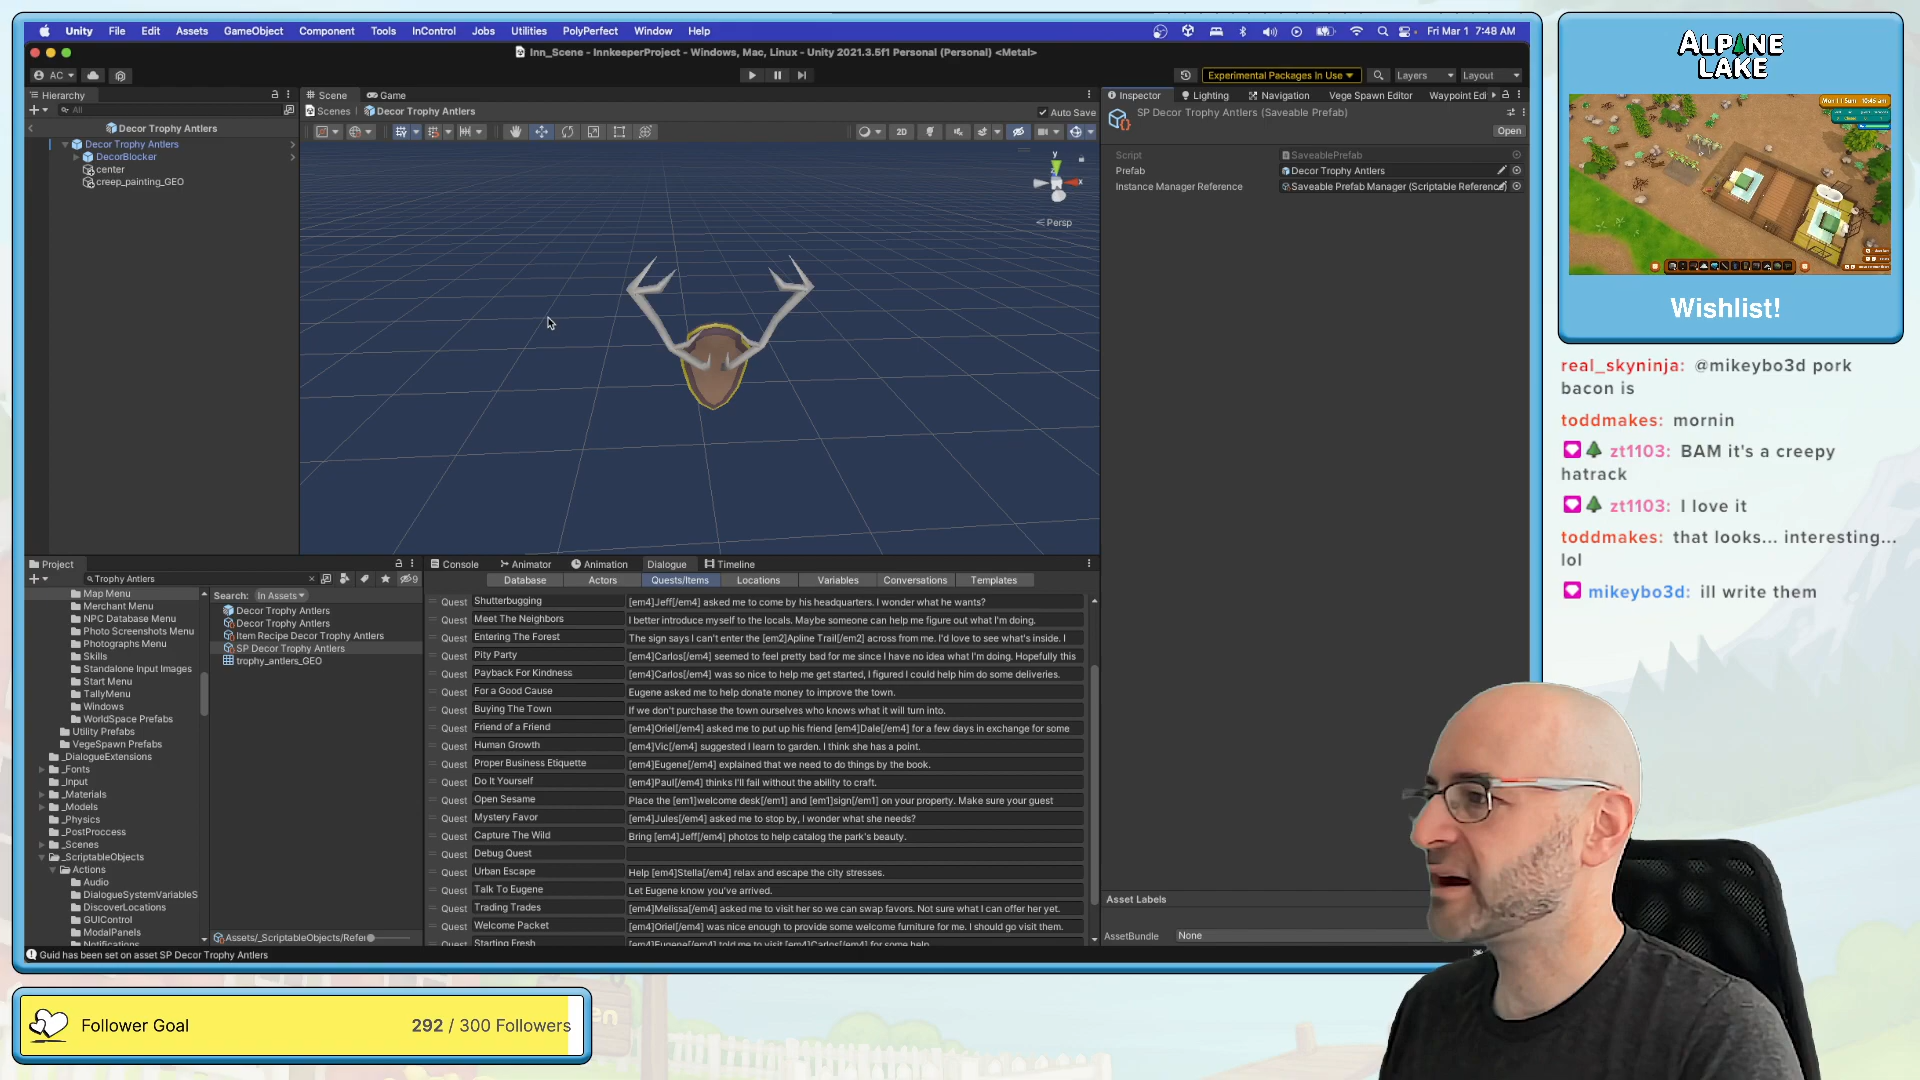 Unity File Edit Assets GameObject Component Tools InControl Jobs Utilities PolyPerfect Window Help
Fri Mar 1 7:48 AM
Inn_Scene - InnkeeperProject - Windows, Mac, Linux - Unity 2021.3.5f1 Personal (Personal) <Metal>
AC
Experimental Packages In Use
Layers
Layout
Hierarchy
All
Decor Trophy Antlers
Decor Trophy Antlers
DecorBlocker
center
creep_painting_GEO
Scene
Game
Scenes
Decor Trophy Antlers
Auto Save
2D
y
x
Persp
Inspector
Lighting
Navigation
Vege Spawn Editor
Waypoint Edi
SP Decor Trophy Antlers (Saveable Prefab)
Open
Script
SaveablePrefab
Prefab
Decor Trophy Antlers
Instance Manager Reference
Saveable Prefab Manager (Scriptable Reference)
Asset Labels
AssetBundle
None
Project
Trophy Antlers
9
Map Menu
Merchant Menu
NPC Database Menu
Photo Screenshots Menu
Photographs Menu
Skills
Standalone Input Images
Start Menu
TallyMenu
Windows
WorldSpace Prefabs
Utility Prefabs
VegeSpawn Prefabs
_DialogueExtensions
_Fonts
_Input
_Materials
_Models
_Physics
_PostProccess
_Scenes
_ScriptableObjects
Actions
Audio
DialogueSystemVariableS
DiscoverLocations
GUIControl
ModalPanels
Notifications
Search: In Assets
Decor Trophy Antlers
Decor Trophy Antlers
Item Recipe Decor Trophy Antlers
SP Decor Trophy Antlers
trophy_antlers_GEO
Assets/_ScriptableObjects/Refer
Guid has been set on asset SP Decor Trophy Antlers
Console
Animator
Animation
Dialogue
Timeline
Database
Actors
Quests/Items
Locations
Variables
Conversations
Templates
Quest Shutterbugging [em4]Jeff[/em4] asked me to come by his headquarters. I wonder what he wants?
Quest Meet The Neighbors I better introduce myself to the locals. Maybe someone can help me figure out what I'm doing.
Quest Entering The Forest The sign says I can't enter the [em2]Apline Trail[/em2] across from me. I'd love to see what's inside. I
Quest Pity Party [em4]Carlos[/em4] seemed to feel pretty bad for me since I have no idea what I'm doing. Hopefully this
Quest Payback For Kindness [em4]Carlos[/em4] was so nice to help me get started, I figured I could help him do some deliveries.
Quest For a Good Cause Eugene asked me to help donate money to improve the town.
Quest Buying The Town If we don't purchase the town ourselves who knows what it will turn into.
Quest Friend of a Friend [em4]Oriel[/em4] asked me to put up his friend [em4]Dale[/em4] for a few days in exchange for some
Quest Human Growth [em4]Vic[/em4] suggested I learn to garden. I think she has a point.
Quest Proper Business Etiquette [em4]Eugene[/em4] explained that we need to do things by the book.
Quest Do It Yourself [em4]Paul[/em4] thinks I'll fail without the ability to craft.
Quest Open Sesame Place the [em1]welcome desk[/em1] and [em1]sign[/em1] on your property. Make sure your guest
Quest Mystery Favor [em4]Jules[/em4] asked me to stop by, I wonder what she needs?
Quest Capture The Wild Bring [em4]Jeff[/em4] photos to help catalog the park's beauty.
Quest Debug Quest
Quest Urban Escape Help [em4]Stella[/em4] relax and escape the city stresses.
Quest Talk To Eugene Let Eugene know you've arrived.
Quest Trading Trades [em4]Melissa[/em4] asked me to visit her so we can swap favors. Not sure what I can offer her yet.
Quest Welcome Packet [em4]Oriel[/em4] was nice enough to provide some welcome furniture for me. I should go visit them.
Starting Fresh [em4]Eugene[/em4] told me to visit [em4]Carlos[/em4] for some help.
ALPINE
LAKE
Wishlist!
real_skyninja: @mikeybo3d pork
bacon is
toddmakes: mornin
zt1103: BAM it's a creepy
hatrack
zt1103: I love it
toddmakes: that looks... interesting...
lol
mikeybo3d: ill write them
Follower Goal
292 / 300 Followers